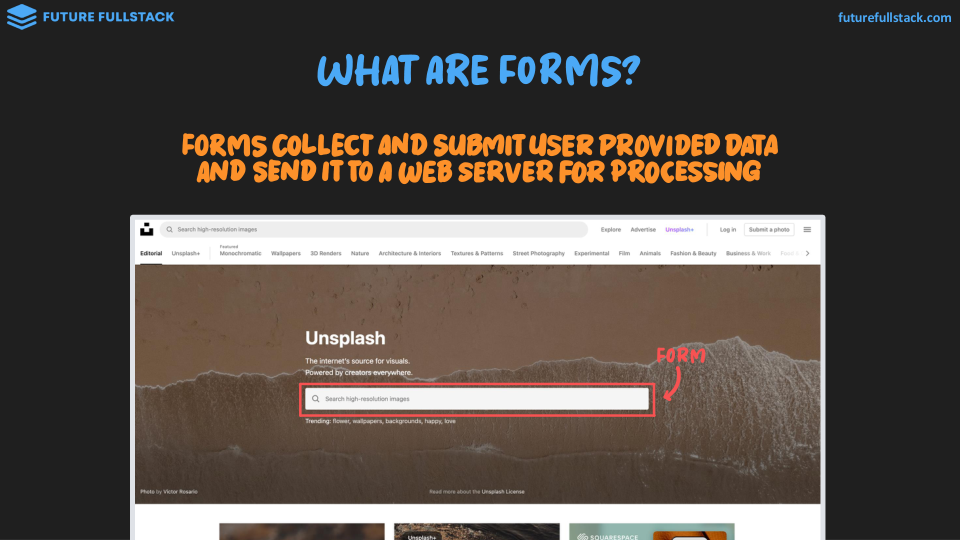 FUTURE FULLSTACK
futurefullstack.com
WHAT ARE FORMS?
FORMS COLLECT AND SUBMIT USER PROVIDED DATA
AND SEND IT TO A WEB SERVER FOR PROCESSING
Search high-resolution images
Explore Advertise Unsplash+ Log in Submit a photo
Featured
Editorial Unsplash+ Monochromatic Wallpapers 3D Renders Nature Architecture & Interiors Textures & Patterns Street Photography Experimental Film Animals Fashion & Beauty Business & Work
Unsplash
The internet's source for visuals.
Powered by creators everywhere.
FORM
Search high-resolution images
Trending: flower, wallpapers, backgrounds, happy, love
Photo by Victor Rosario
Read more about the Unsplash License
Unsplash+
SQUARESPACE